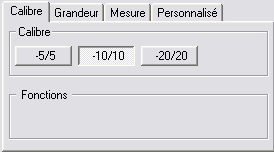 Calibre Grandeur Mesure Personnalisé
Calibre
-5/5 -10/10 -20/20
Fonctions